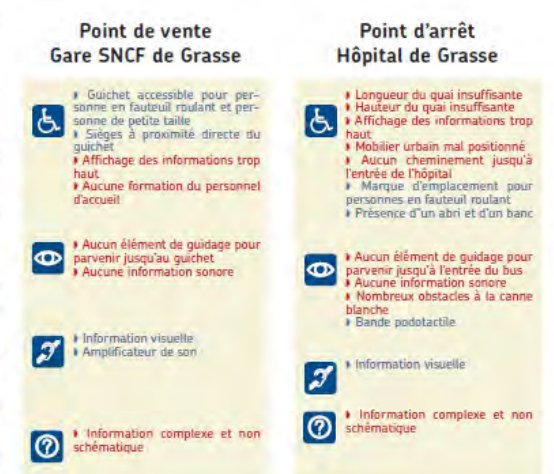 Point de vente
Gare SNCF de Grasse
Guichet accessible pour per-
sonne en fauteuil roulant et per-
sonne de petite taille
Sièges à proximité directe du
guichet
Affichage des informations trop
haut
Aucune formation du personnel
d'accueil
Aucun élément de guidage pour
parvenir jusqu'au guichet
Aucune information sonore
Information visuelle
Amplificateur de son
Information complexe et non
schématique
Point d'arrêt
Hôpital de Grasse
Longueur du quai insuffisante
Hauteur du quai insuffisante
Affichage des informations trop
haut
Mobilier urbain mal positionné
Aucun cheminement jusqu'à
l'entrée de l'hôpital
Marque d'emplacement pour
personnes en fauteuil roulant
Présence d'un abri et d'un banc
Aucun élément de guidage pour
parvenir jusqu'à l'entrée du bus
Aucune information sonore
Nombreux obstacles à la canne
blanche
Bande podotactile
Information visuelle
Information complexe et non
schématique